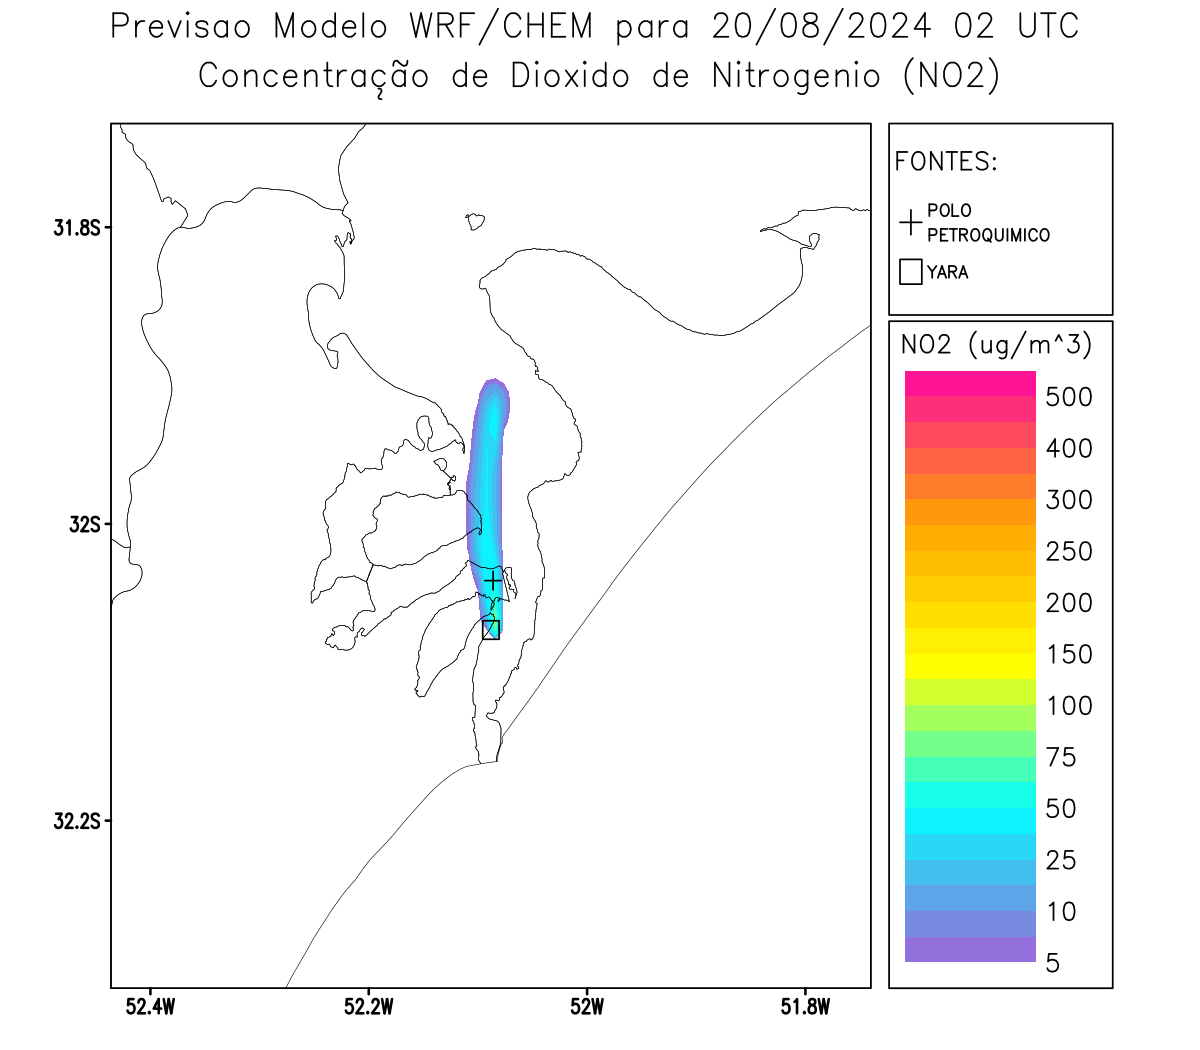 Previsao Modelo WRF/CHEM para 20/08/2024 02 UTC
Concentração de Dioxido de Nitrogenio (NO2)
FONTES:
POLO
PETROQUIMICO
YARA
31.8S
32S
32.2S
52.4W
52.2W
52W
51.8W
NO2 (ug/m^3)
500
400
300
250
200
150
100
75
50
25
10
5